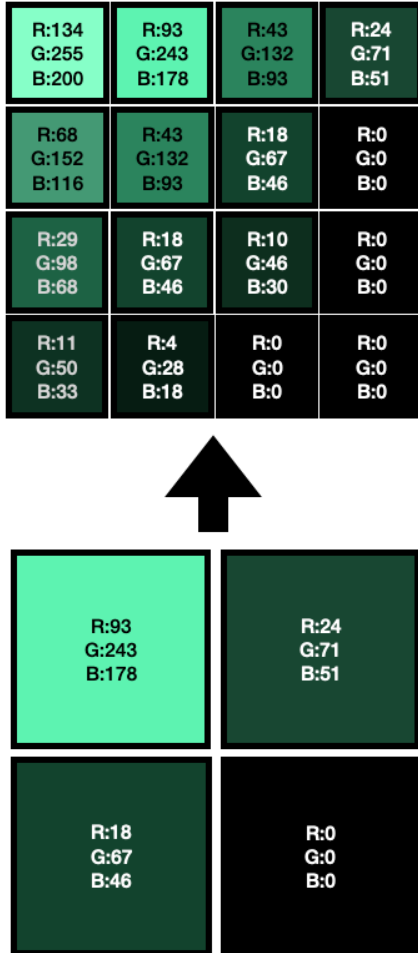 R:134
G:255
B:200
R:93
G:243
B:178
R:43
G:132
B:93
R:24
G:71
B:51
R:68
G:152
B:116
R:43
G:132
B:93
R:18
G:67
B:46
R:0
G:0
B:0
R:29
G:98
B:68
R:18
G:67
B:46
R:10
G:46
B:30
R:0
G:0
B:0
R:11
G:50
B:33
R:4
G:28
B:18
R:0
G:0
B:0
R:0
G:0
B:0
R:93
G:243
B:178
R:24
G:71
B:51
R:18
G:67
B:46
R:0
G:0
B:0